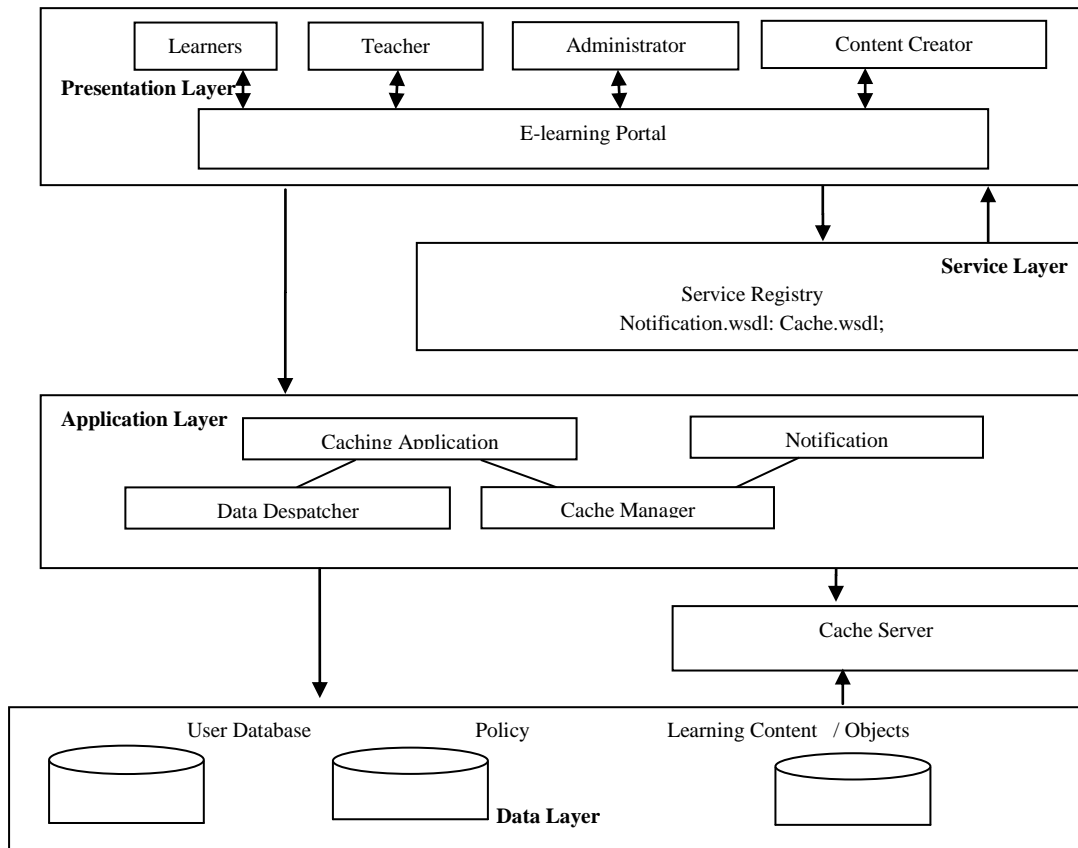 Learners
Teacher
Administrator
Content Creator
Presentation Layer
E-learning Portal
Service Layer
Service Registry
Notification.wsdl: Cache.wsdl;
Application Layer
Caching Application
Notification
Data Despatcher
Cache Manager
Cache Server
User Database
Policy
Learning Content / Objects
Data Layer